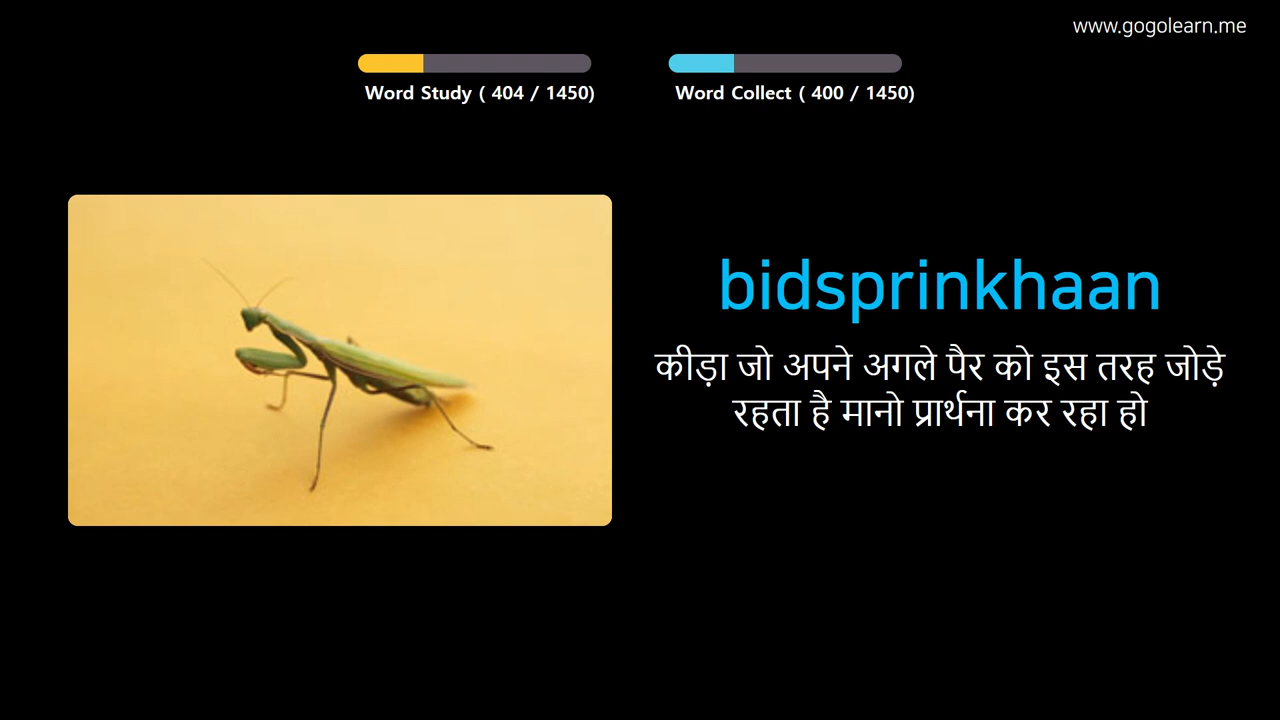 www.gogolearn.me
Word Study ( 404 / 1450)
Word Collect ( 400 / 1450)
bidsprinkhaan
कीड़ा जो अपने अगले पैर को इस तरह जोड़े
रहता है मानो प्रार्थना कर रहा हो